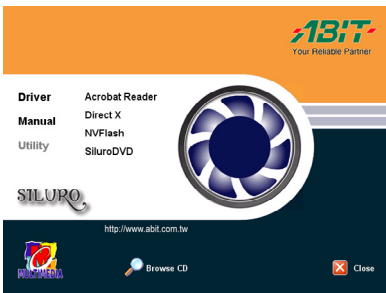 ABIT
Your Reliable Partner
Driver
Manual
Utility
Acrobat Reader
Direct X
NVFlash
SiluroDVD
SILURO
http://www.abit.com.tw
MULTIMEDIA
Browse CD
Close